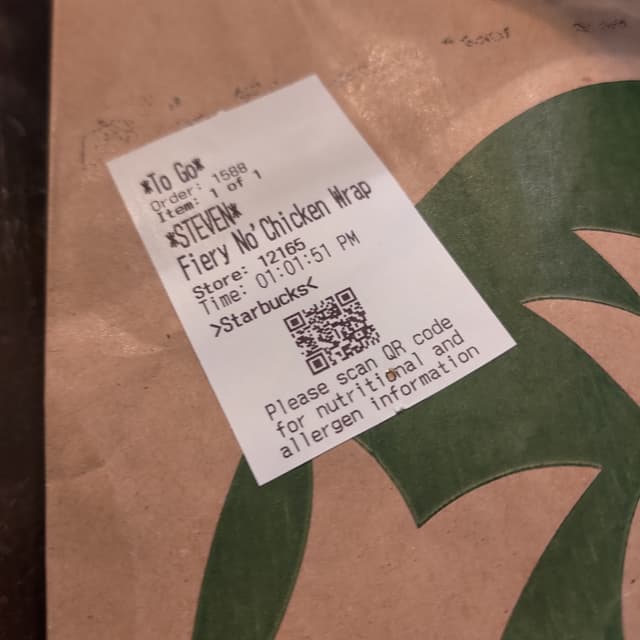 *To Go*
Order: 1588
Item: 1 of 1
*STEVEN*
Fiery No'Chicken Wrap
Store: 12165
Time: 01:01:51 PM
>Starbucks<
Please scan QR code
for nutritional and
allergen information